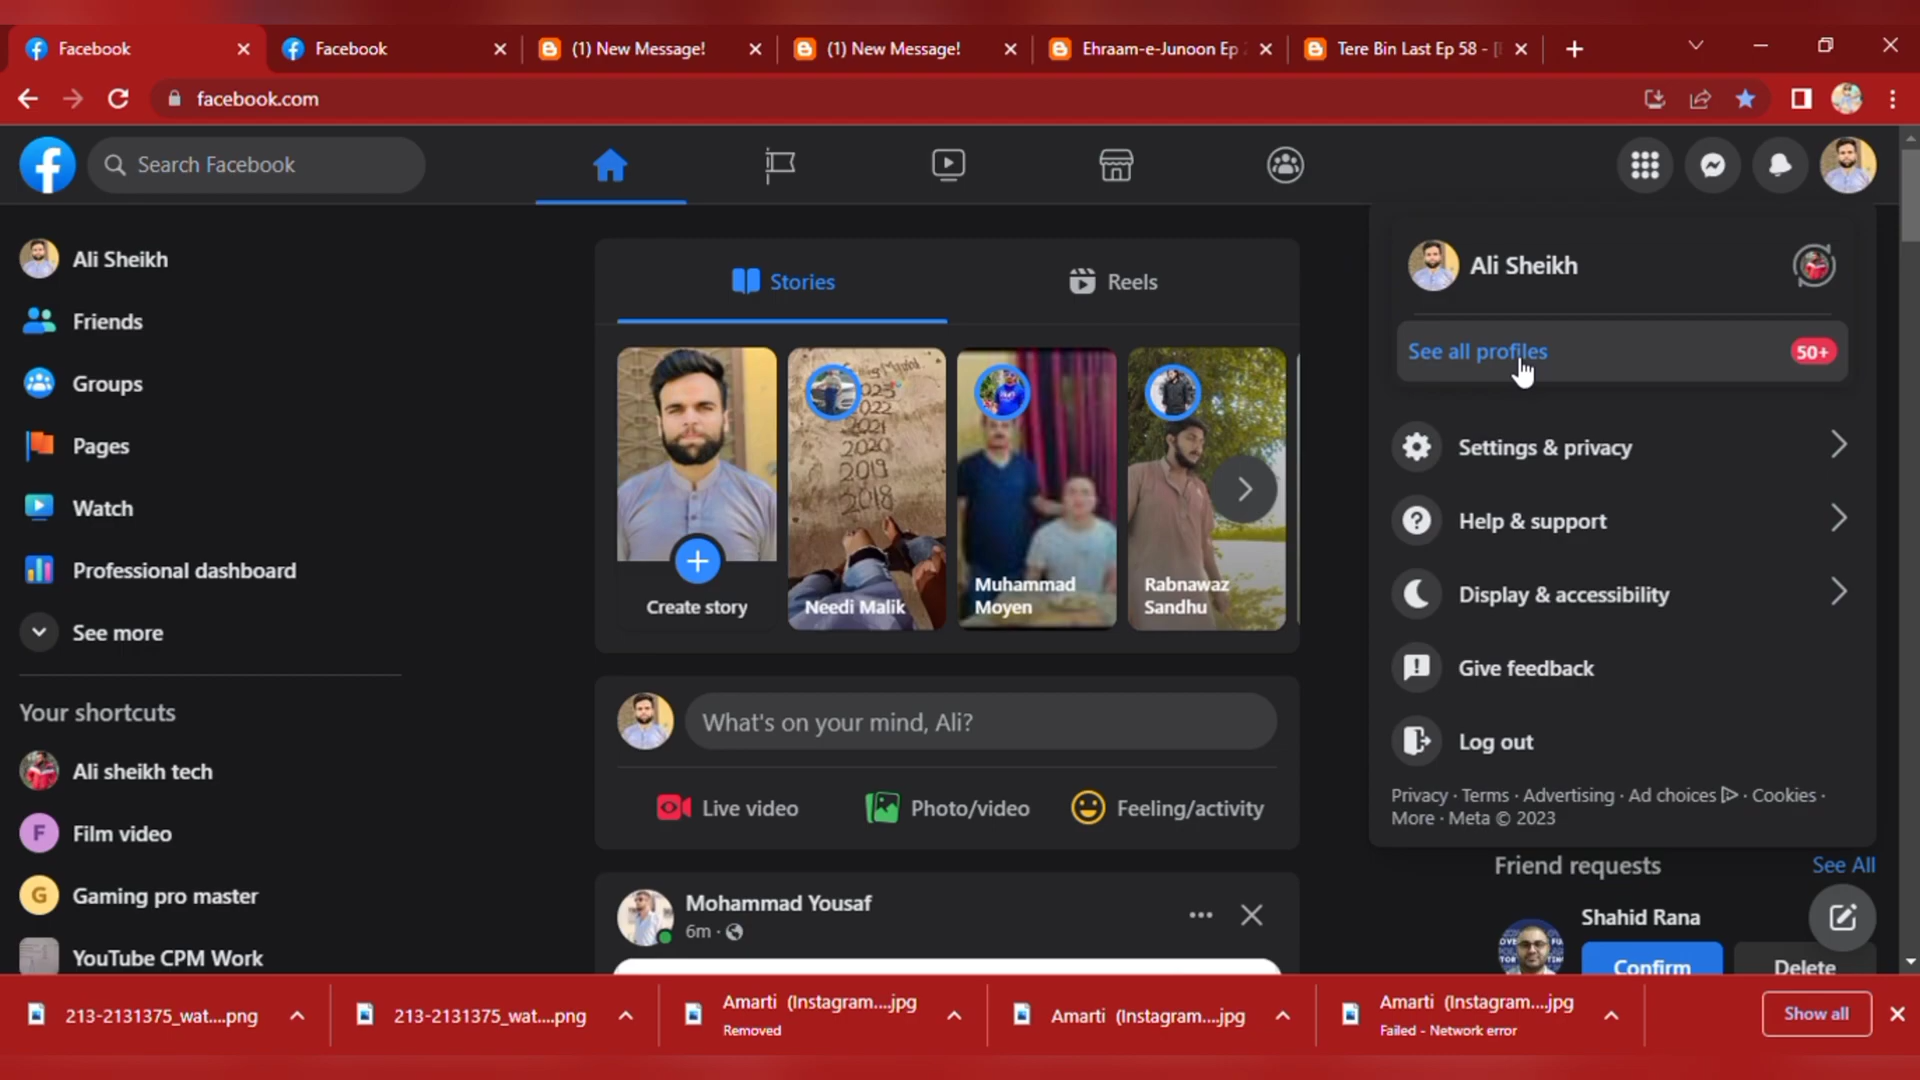 Facebook
Facebook
(1) New Message!
(1) New Message!
Ehraam-e-Junoon Ep
Tere Bin Last Ep 58 -
facebook.com
Search Facebook
Ali Sheikh
Friends
Groups
Pages
Watch
Professional dashboard
See more
Your shortcuts
Ali sheikh tech
F
Film video
G
Gaming pro master
YouTube CPM Work
Stories
Reels
Create story
2023
2022
2021
2020
2019
2018
Needi Malik
Muhammad
Moyen
Rabnawaz
Sandhu
What's on your mind, Ali?
Live video
Photo/video
Feeling/activity
Mohammad Yousaf
6m ·
Ali Sheikh
See all profiles
50+
Settings & privacy
Help & support
Display & accessibility
Give feedback
Log out
Privacy · Terms · Advertising · Ad choices · Cookies ·
More · Meta © 2023
Friend requests
See All
Shahid Rana
Confirm
Delete
213-2131375_wat....png
213-2131375_wat....png
Amarti (Instagram....jpg
Removed
Amarti (Instagram....jpg
Amarti (Instagram....jpg
Failed - Network error
Show all